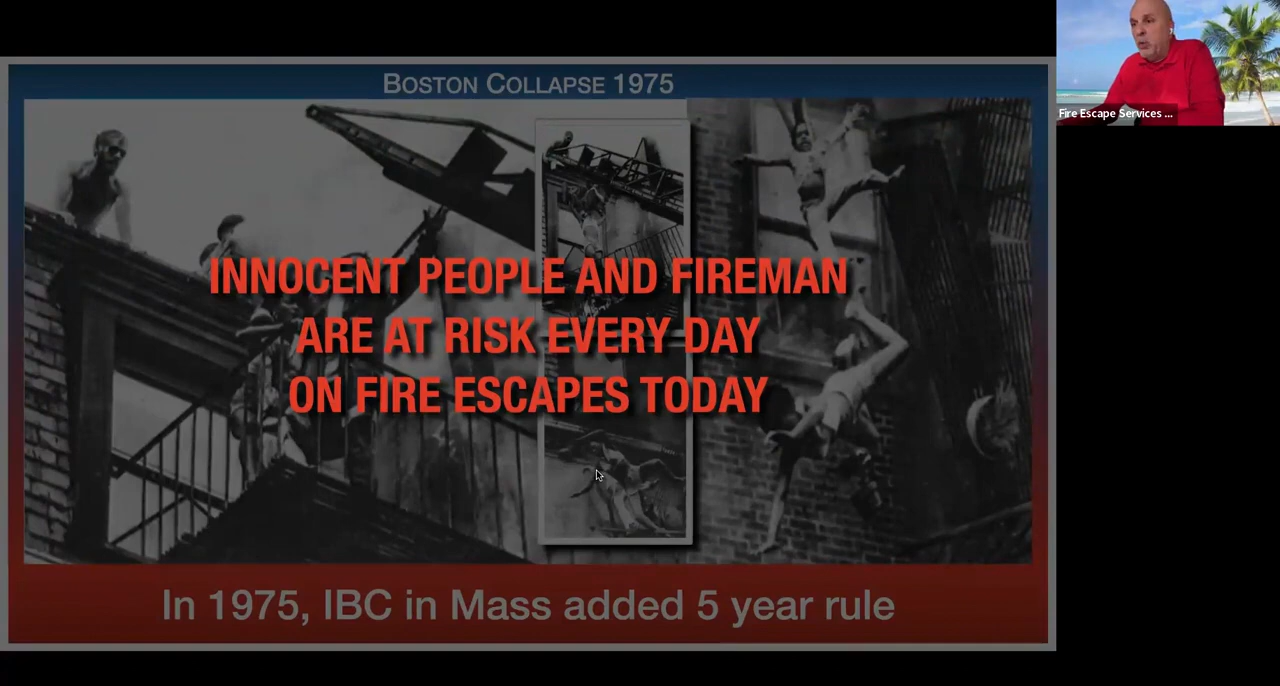 BOSTON COLLAPSE 1975
INNOCENT PEOPLE AND FIREMAN
ARE AT RISK EVERY DAY
ON FIRE ESCAPES TODAY
In 1975, IBC in Mass added 5 year rule
Fire Escape Services ...